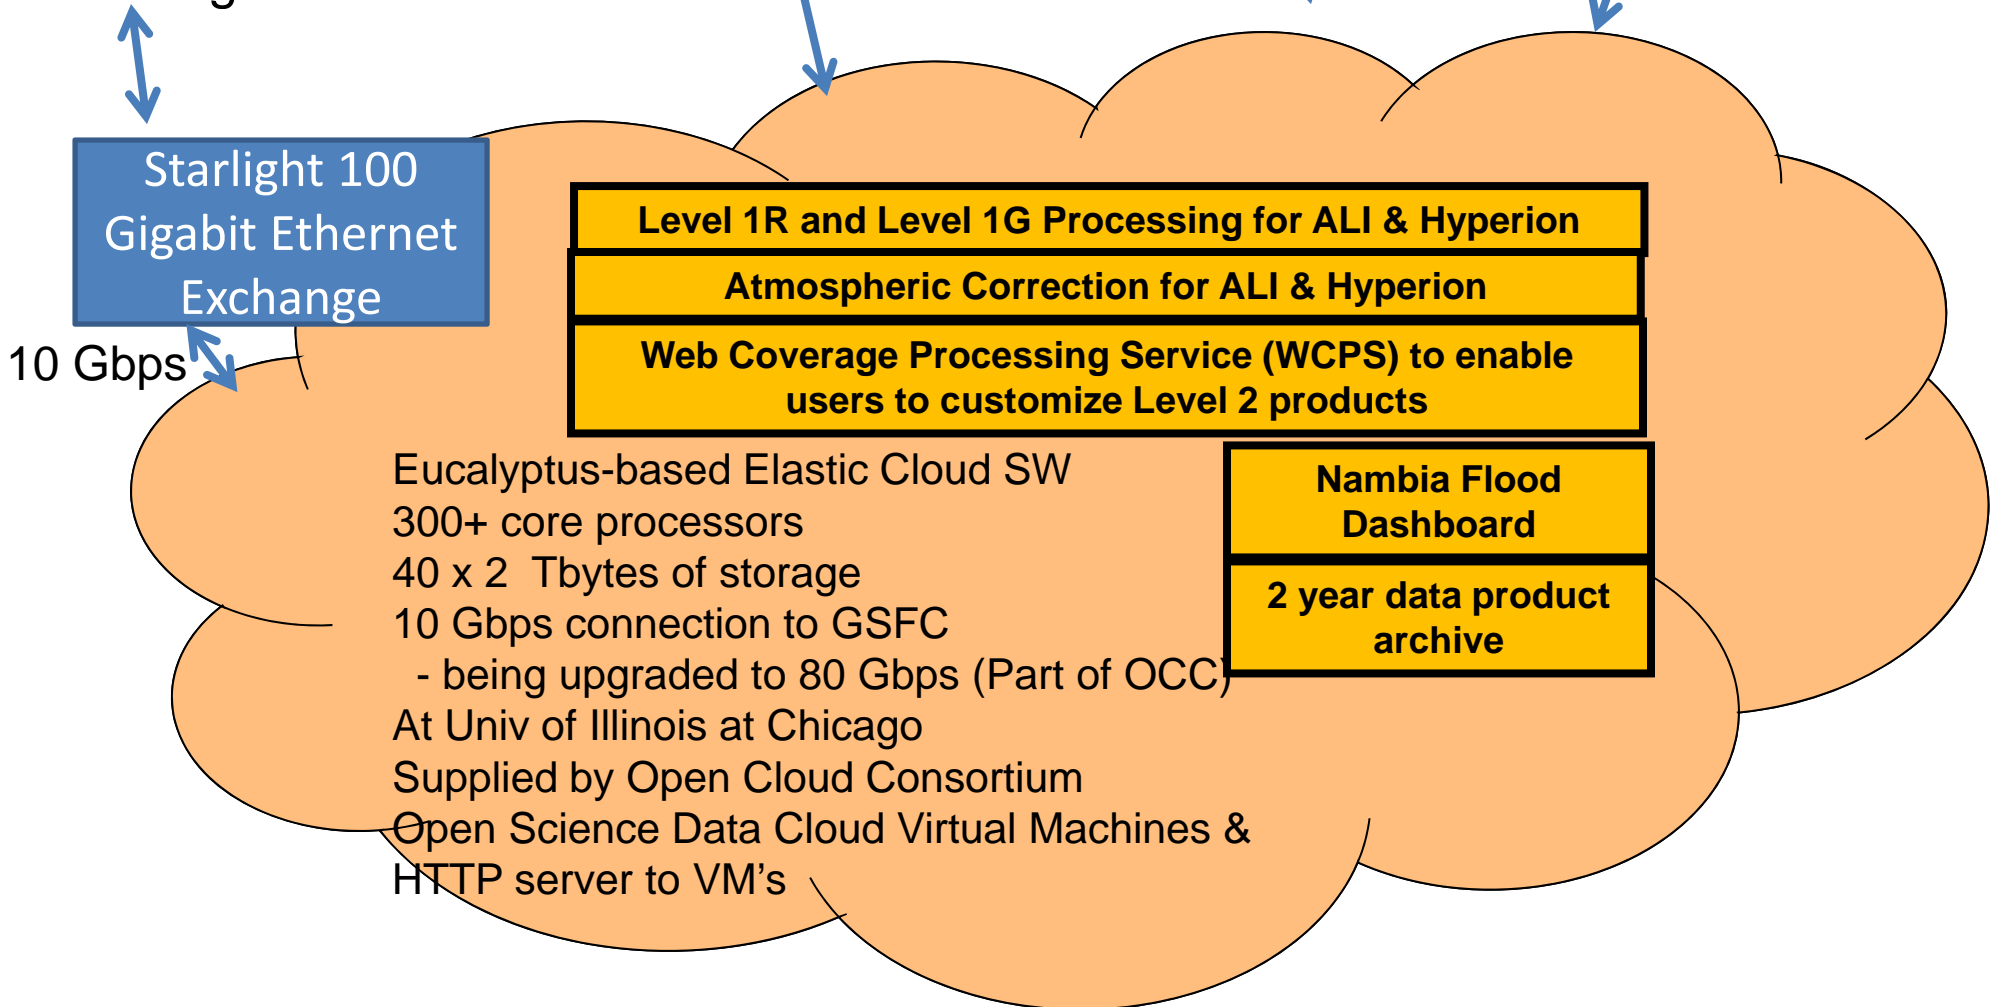 Starlight 100
Gigabit Ethernet
Exchange
10 Gbps
Level 1R and Level 1G Processing for ALI & Hyperion
Atmospheric Correction for ALI & Hyperion
Web Coverage Processing Service (WCPS) to enable
users to customize Level 2 products
Eucalyptus-based Elastic Cloud SW
300+ core processors
40 x 2  Tbytes of storage
10 Gbps connection to GSFC
- being upgraded to 80 Gbps (Part of OCC)
At Univ of Illinois at Chicago
Supplied by Open Cloud Consortium
Open Science Data Cloud Virtual Machines &
HTTP server to VM’s
Nambia Flood
Dashboard
2 year data product
archive